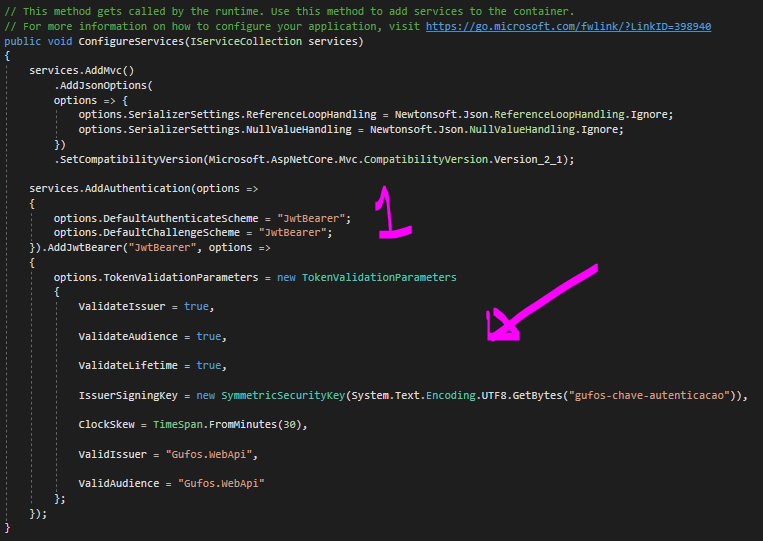 // This method gets called by the runtime. Use this method to add services to the container.
// For more information on how to configure your application, visit https://go.microsoft.com/fwlink/?LinkID=398940
public void ConfigureServices(IServiceCollection services)
{
    services.AddMvc()
        .AddJsonOptions(
        options => {
            options.SerializerSettings.ReferenceLoopHandling = Newtonsoft.Json.ReferenceLoopHandling.Ignore;
            options.SerializerSettings.NullValueHandling = Newtonsoft.Json.NullValueHandling.Ignore;
        })
        .SetCompatibilityVersion(Microsoft.AspNetCore.Mvc.CompatibilityVersion.Version_2_1);
    services.AddAuthentication(options =>
    {
        options.DefaultAuthenticateScheme = "JwtBearer";
        options.DefaultChallengeScheme = "JwtBearer";
1
    }).AddJwtBearer("JwtBearer", options =>
    {
        options.TokenValidationParameters = new TokenValidationParameters
        {
            ValidateIssuer = true,
            ValidateAudience = true,
            ValidateLifetime = true,
            IssuerSigningKey = new SymmetricSecurityKey(System.Text.Encoding.UTF8.GetBytes("gufos-chave-autenticacao")),
            ClockSkew = TimeSpan.FromMinutes(30),
            ValidIssuer = "Gufos.WebApi",
            ValidAudience = "Gufos.WebApi"
        };
    });
}